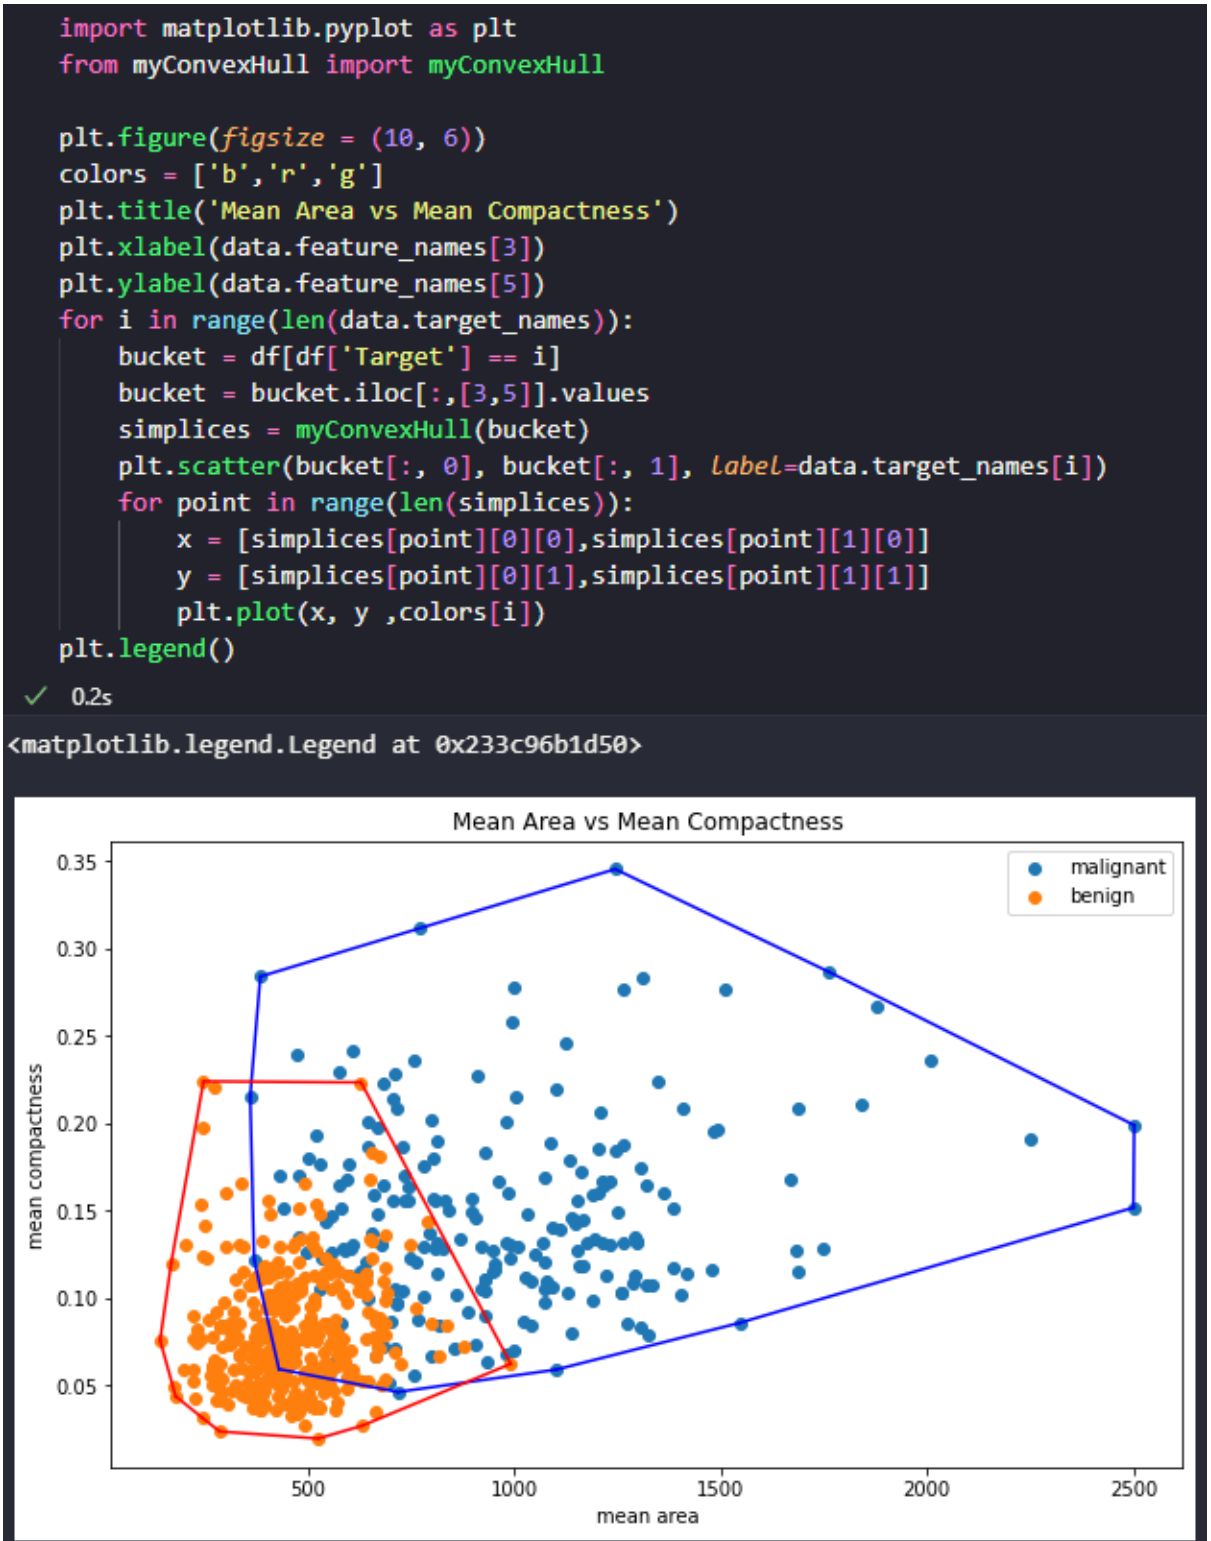 import matplotlib.pyplot as plt
from myConvexHull import myConvexHull
plt.figure(figsize = (10, 6))
colors = ['b','r','g']
plt.title('Mean Area vs Mean Compactness')
plt.xlabel(data.feature_names[3])
plt.ylabel(data.feature_names[5])
for i in range(len(data.target_names)):
    bucket = df[df['Target'] == i]
    bucket = bucket.iloc[:,[3,5]].values
    simplices = myConvexHull(bucket)
    plt.scatter(bucket[:, 0], bucket[:, 1], label=data.target_names[i])
    for point in range(len(simplices)):
        x = [simplices[point][0][0],simplices[point][1][0]]
        y = [simplices[point][0][1],simplices[point][1][1]]
        plt.plot(x, y ,colors[i])
plt.legend()
✓ 0.2s
<matplotlib.legend.Legend at 0x233c96b1d50>
Mean Area vs Mean Compactness
malignant
benign
0.35
0.30
0.25
0.20
0.15
0.10
0.05
mean compactness
500 1000 1500 2000 2500
mean area